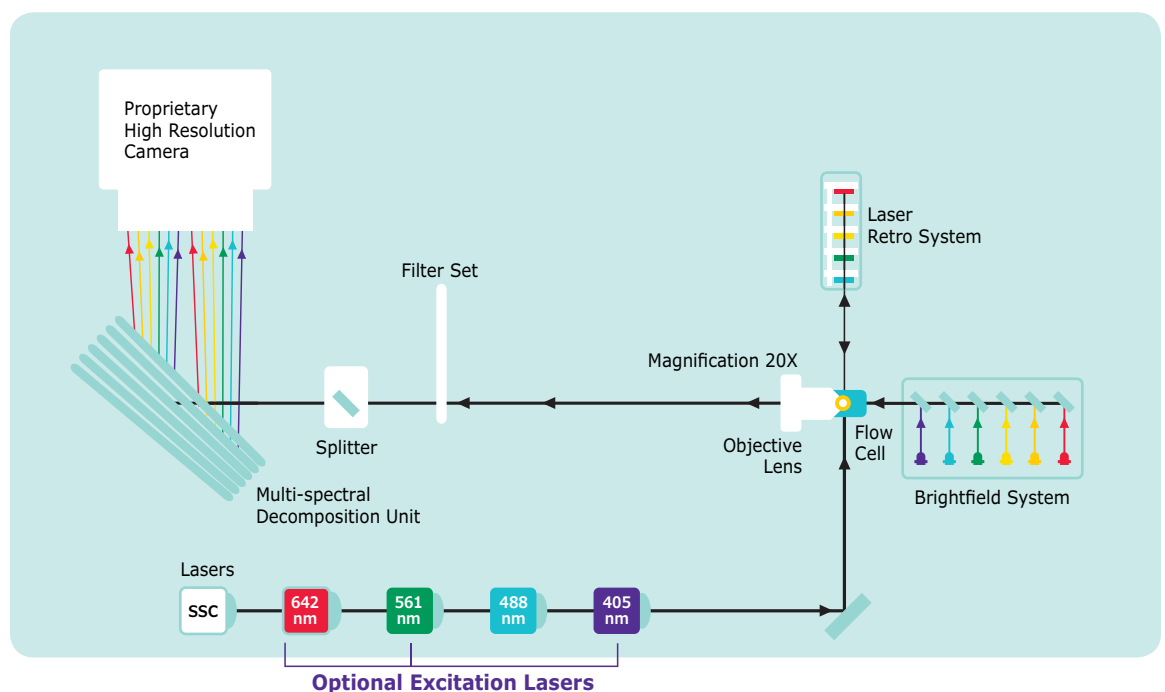 Proprietary
High Resolution
Camera
Laser
Retro System
Filter Set
Magnification 20X
Splitter
Objective
Lens
Flow
Cell
Brightfield System
Multi-spectral
Decomposition Unit
Lasers
SSC
642
nm
561
nm
488
nm
405
nm
Optional Excitation Lasers